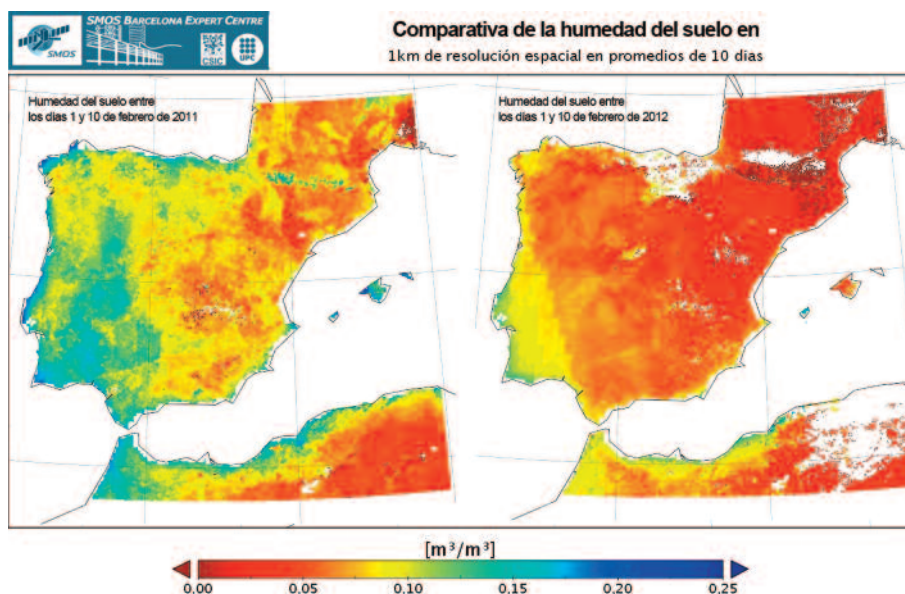 SMOS BARCELONA EXPERT CENTRE
SMOS
CSIC
UPC
Comparativa de la humedad del suelo en
1km de resolución espacial en promedios de 10 dias
Humedad del suelo entre
los días 1 y 10 de febrero de 2011
Humedad del suelo entre
los días 1 y 10 de febrero de 2012
[m³/m³]
0.00 0.05 0.10 0.15 0.20 0.25